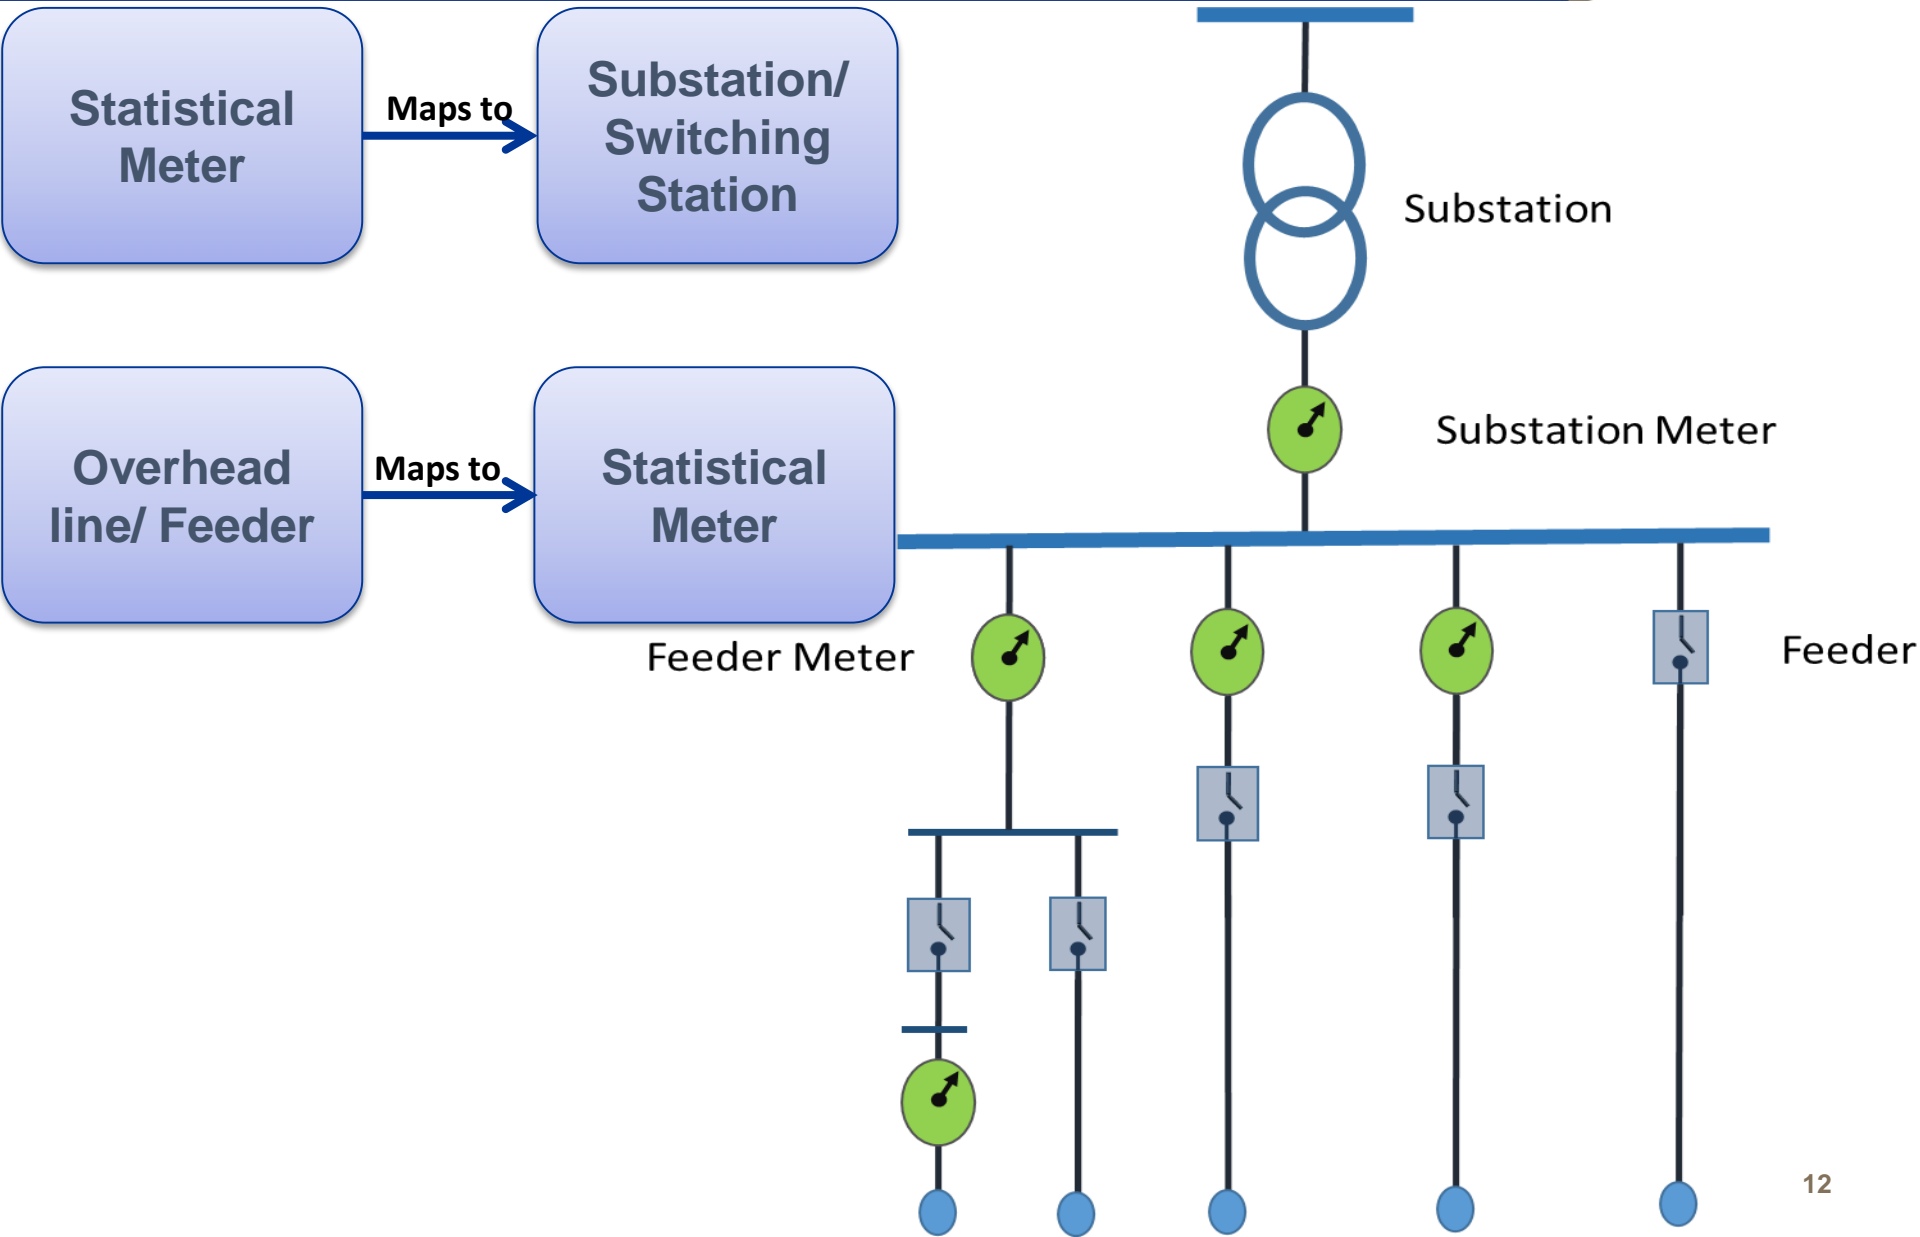 Statistical
Meter
Maps to
Substation/
Switching
Station
Substation
Substation Meter
Overhead
line/ Feeder
Maps to
Statistical
Meter
Feeder Meter
Feeder
12